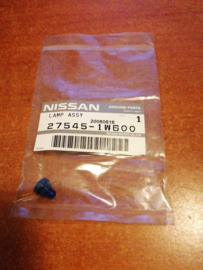 NISSAN
GENUINE PARTS
LAMP ASSY
20080616
1
27545-1W600